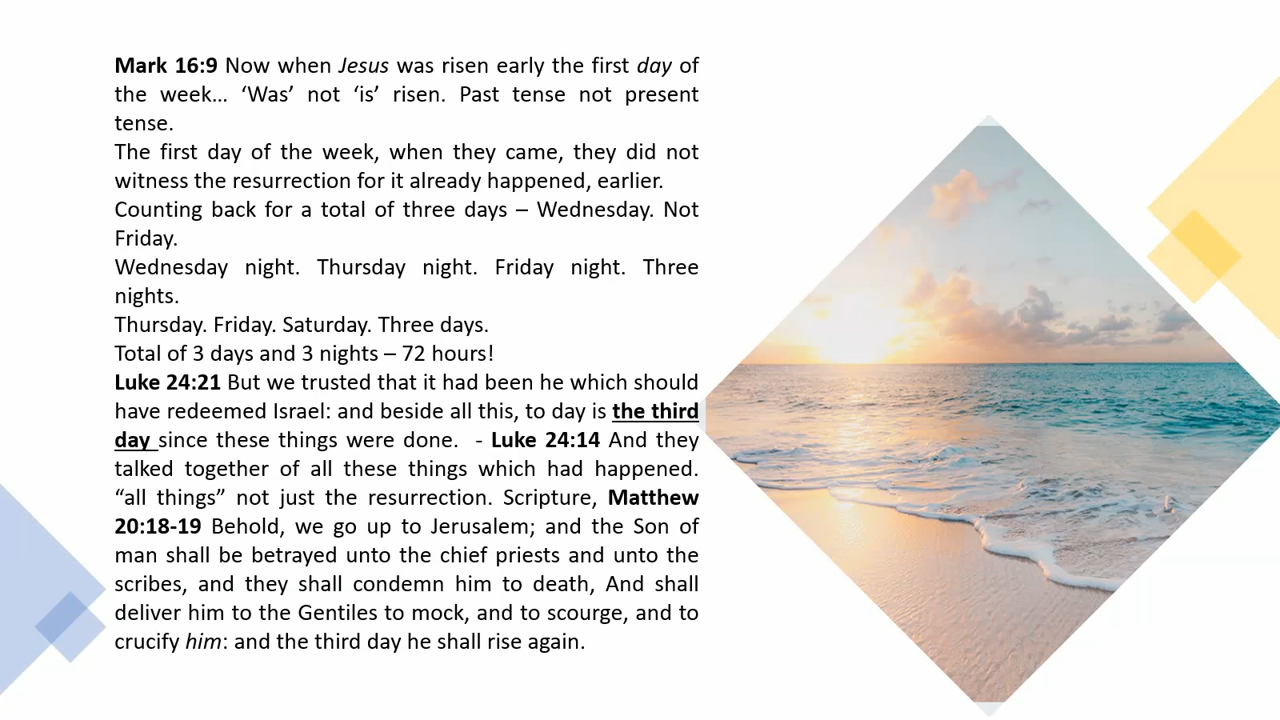 Mark 16:9 Now when Jesus was risen early the first day of
the week… ‘Was’ not ‘is’ risen. Past tense not present
tense.
The first day of the week, when they came, they did not
witness the resurrection for it already happened, earlier.
Counting back for a total of three days – Wednesday. Not
Friday.
Wednesday night. Thursday night. Friday night. Three
nights.
Thursday. Friday. Saturday. Three days.
Total of 3 days and 3 nights – 72 hours!
Luke 24:21 But we trusted that it had been he which should
have redeemed Israel: and beside all this, to day is the third
day since these things were done.  - Luke 24:14 And they
talked together of all these things which had happened.
“all things” not just the resurrection. Scripture, Matthew
20:18-19 Behold, we go up to Jerusalem; and the Son of
man shall be betrayed unto the chief priests and unto the
scribes, and they shall condemn him to death, And shall
deliver him to the Gentiles to mock, and to scourge, and to
crucify him: and the third day he shall rise again.